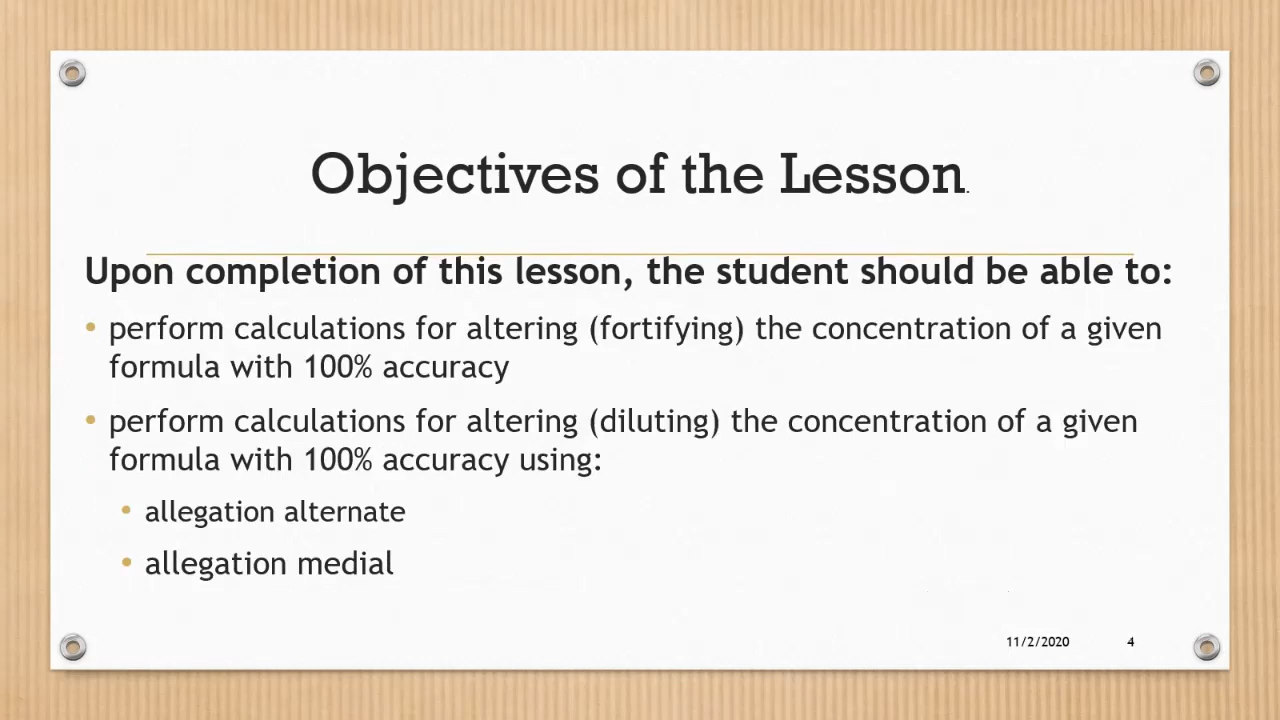 Objectives of the Lesson.
Upon completion of this lesson, the student should be able to:
• perform calculations for altering (fortifying) the concentration of a given
formula with 100% accuracy
• perform calculations for altering (diluting) the concentration of a given
formula with 100% accuracy using:
• allegation alternate
• allegation medial
11/2/2020 4